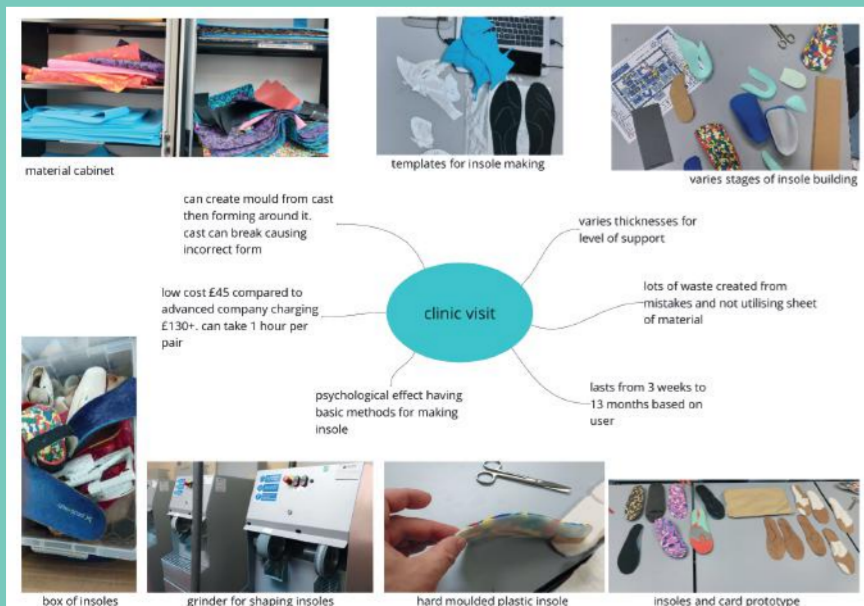 material cabinet
templates for insole making
varies stages of insole building
can create mould from cast
then forming around it.
cast can break causing
incorrect form
varies thicknesses for
level of support
low cost £45 compared to
advanced company charging
£130+. can take 1 hour per
pair
clinic visit
lots of waste created from
mistakes and not utilising sheet
of material
psychological effect having
basic methods for making
insole
lasts from 3 weeks to
13 months based on
user
box of insoles
grinder for shaping insoles
hard moulded plastic insole
insoles and card prototype